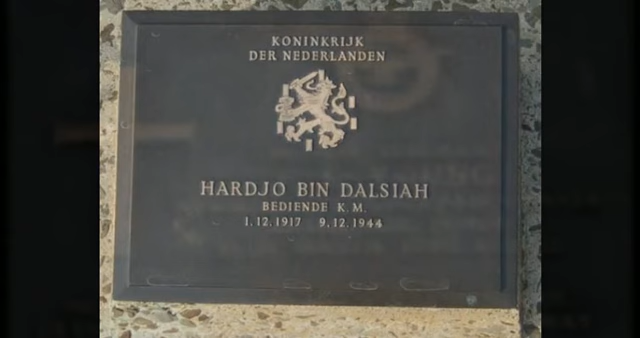 KONINKRIJK
DER NEDERLANDEN
HARDJO BIN DALSIAH
BEDIENDE K.M.
1.12.1917 9.12.1944